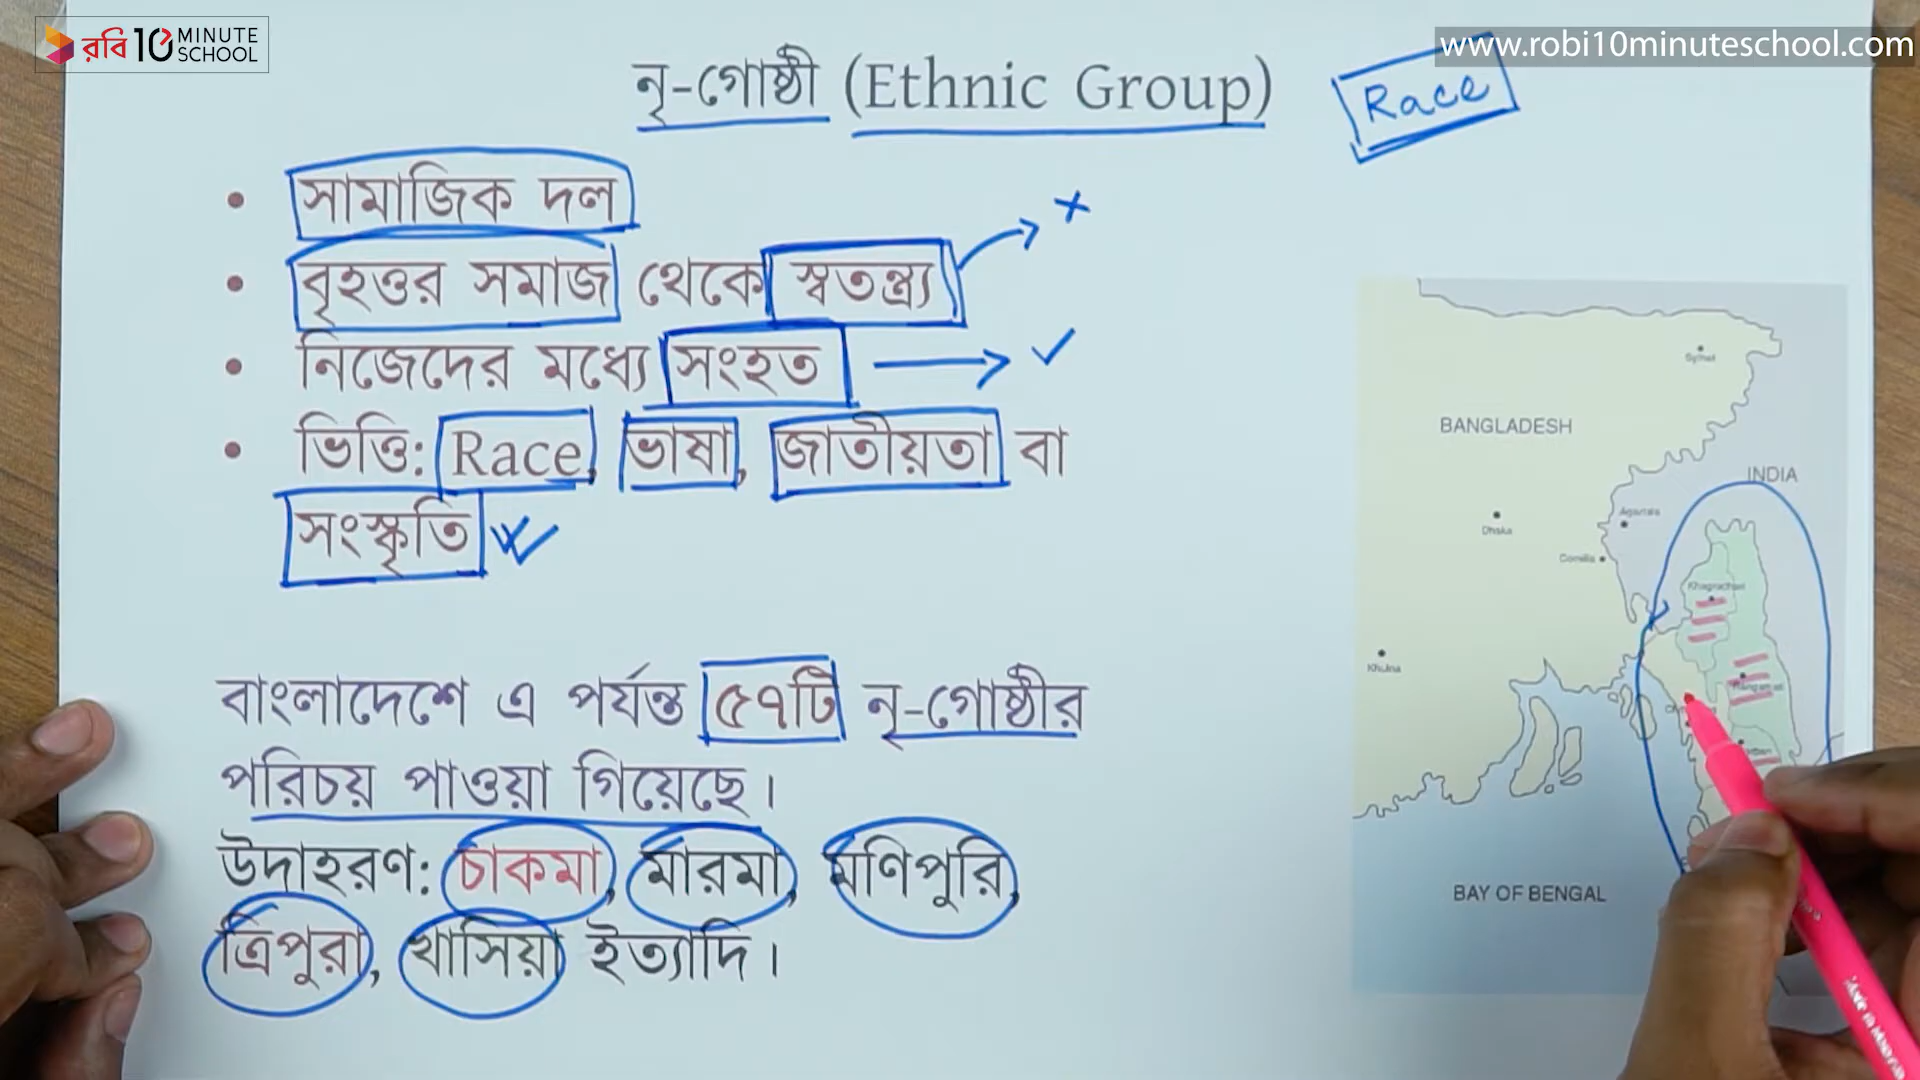 রবি 10 MINUTE SCHOOL
www.robi10minuteschool.com
নৃ-গোষ্ঠী (Ethnic Group)
Race
• সামাজিক দল
• বৃহত্তর সমাজ থেকে স্বতন্ত্র্য
• নিজেদের মধ্যে সংহত
• ভিত্তি: Race, ভাষা, জাতীয়তা বা
সংস্কৃতি
Sylhet
BANGLADESH
INDIA
Agartala
Dhaka
Comilla
Khagrachari
Khulna
বাংলাদেশে এ পর্যন্ত ৫৭টি নৃ-গোষ্ঠীর
পরিচয় পাওয়া গিয়েছে।
উদাহরণ: চাকমা, মারমা, মণিপুরি,
ত্রিপুরা, খাসিয়া ইত্যাদি।
BAY OF BENGAL